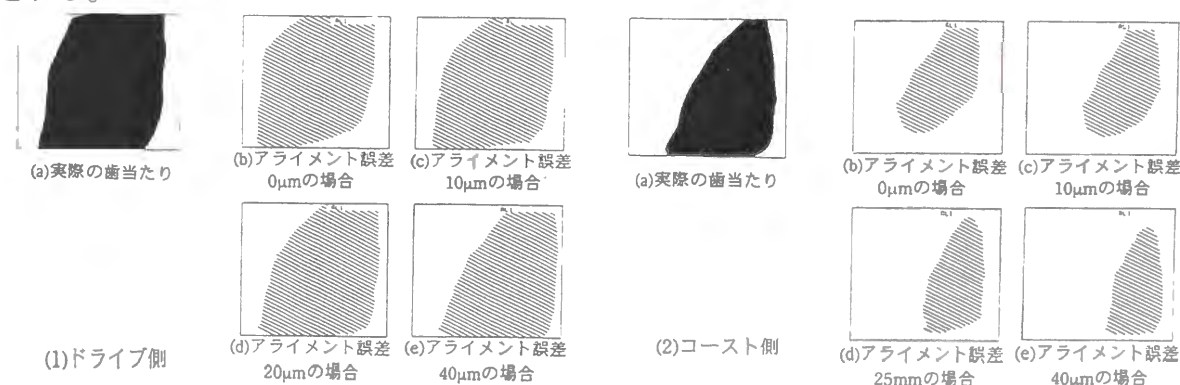 (a)実際の歯当たり
(b)アライメント誤差
0μmの場合
(c)アライメント誤差
10μmの場合
(d)アライメント誤差
20μmの場合
(e)アライメント誤差
40μmの場合
(1)ドライブ側
(a)実際の歯当たり
(b)アライメント誤差
0μmの場合
(c)アライメント誤差
10μmの場合
(d)アライメント誤差
25mmの場合
(e)アライメント誤差
40μmの場合
(2)コースト側